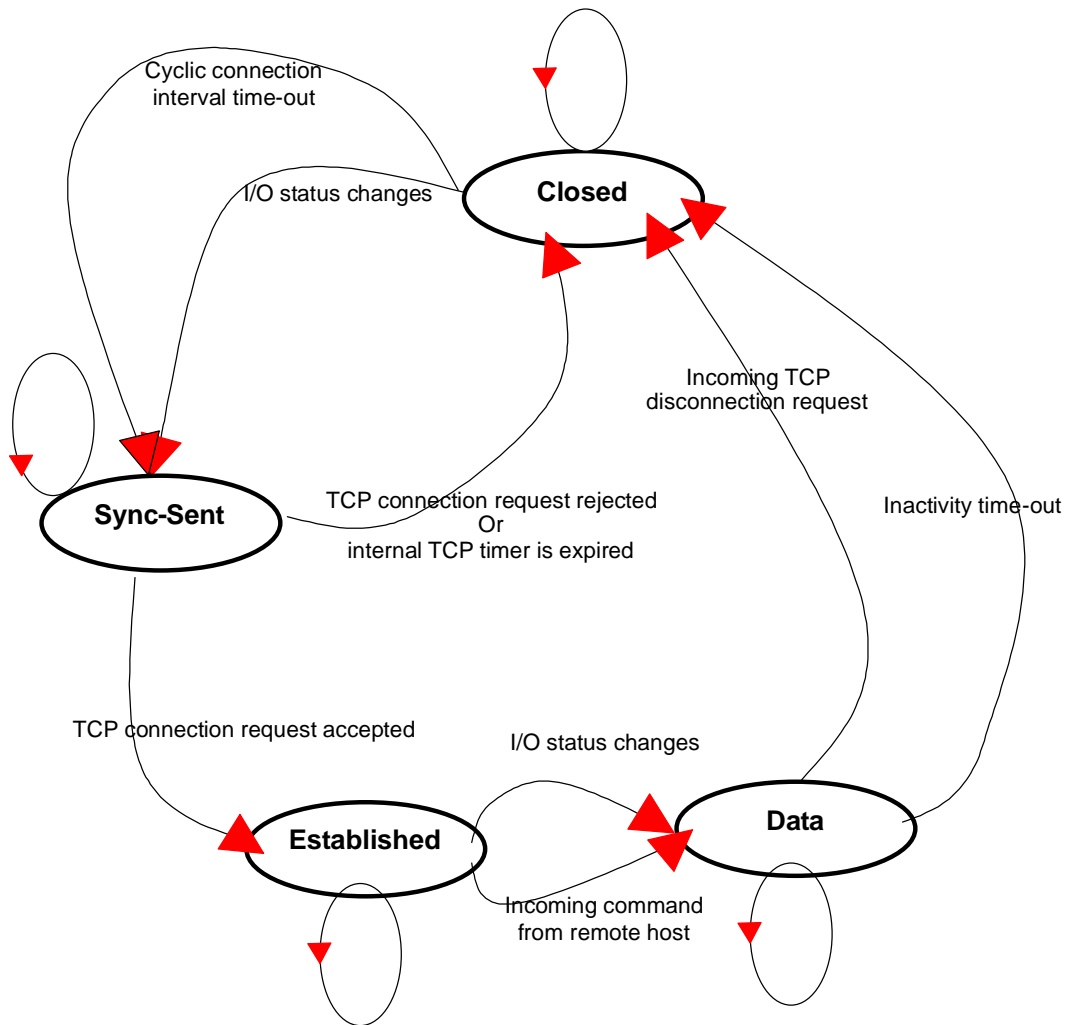 Cyclic connection
interval time-out
I/O status changes
Closed
Incoming TCP
disconnection request
Sync-Sent
TCP connection request rejected
Or
internal TCP timer is expired
Inactivity time-out
TCP connection request accepted
I/O status changes
Established
Data
Incoming command
from remote host